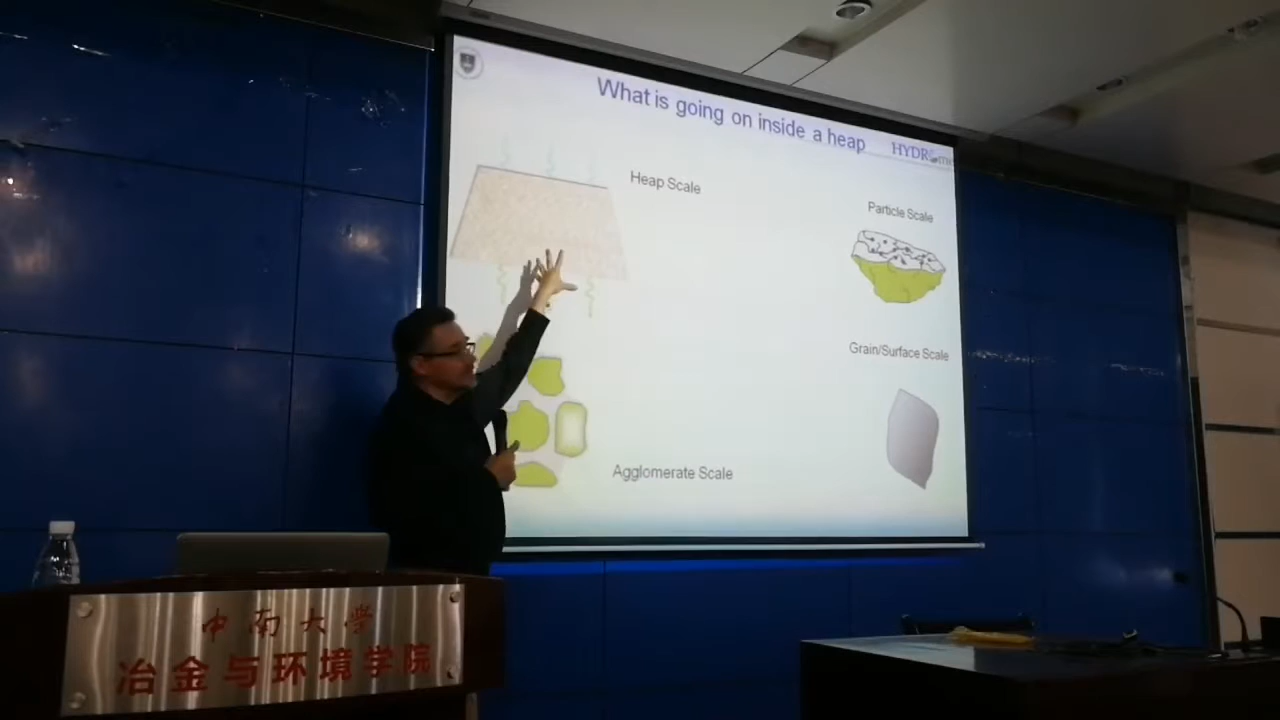 What is going on inside a heap
HYDROme
Heap Scale
Particle Scale
Grain/Surface Scale
Agglomerate Scale
中南大学
冶金与环境学院